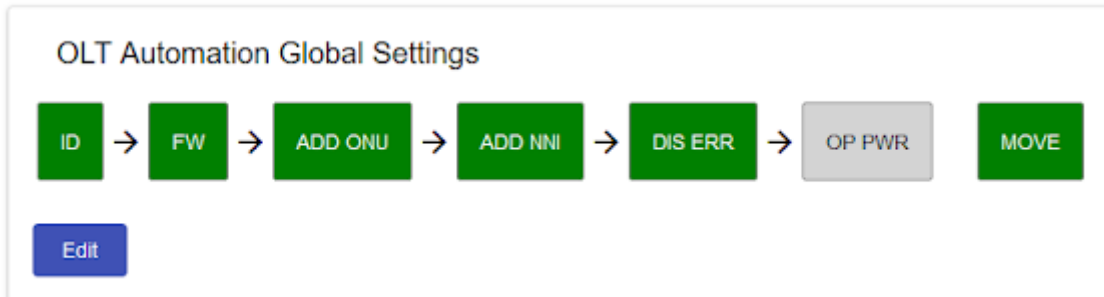 OLT Automation Global Settings
ID → FW → ADD ONU → ADD NNI → DIS ERR → OP PWR MOVE
Edit